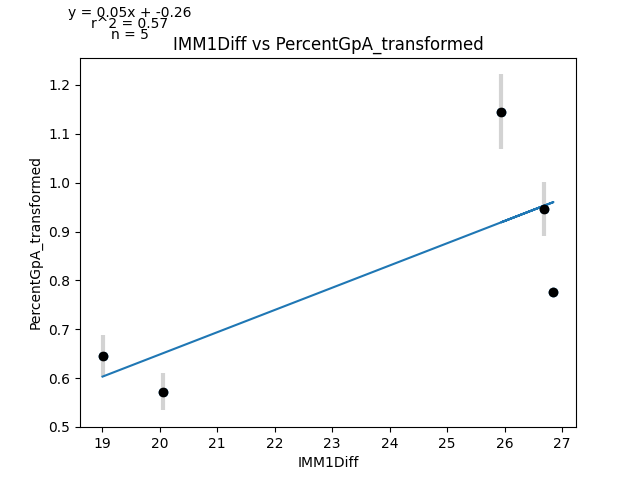 y = 0.05x + -0.26
r^2 = 0.57
n = 5
IMM1Diff vs PercentGpA_transformed
PercentGpA_transformed
1.2
1.1
1.0
0.9
0.8
0.7
0.6
0.5
19 20 21 22 23 24 25 26 27
IMM1Diff